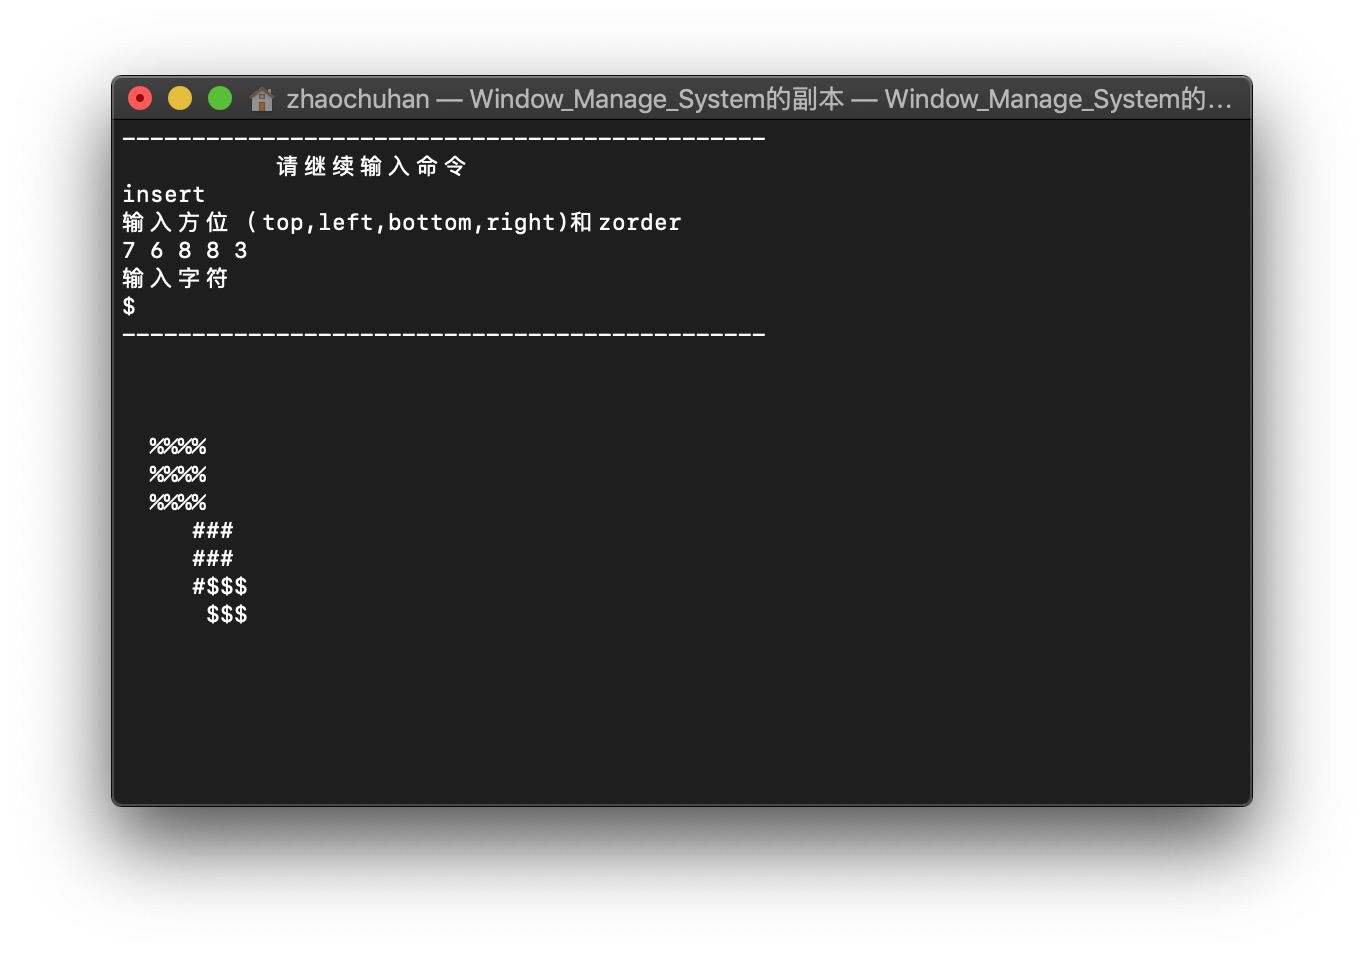 zhaochuhan — Window_Manage_System的副本 — Window_Manage_System的…
----------------------------------------------
           请继续输入命令
insert
输入方位 (top,left,bottom,right)和zorder
7 6 8 8 3
输入字符
$
----------------------------------------------
  %%%%
  %%%%
  %%%%
     ###
     ###
     #$$$
      $$$